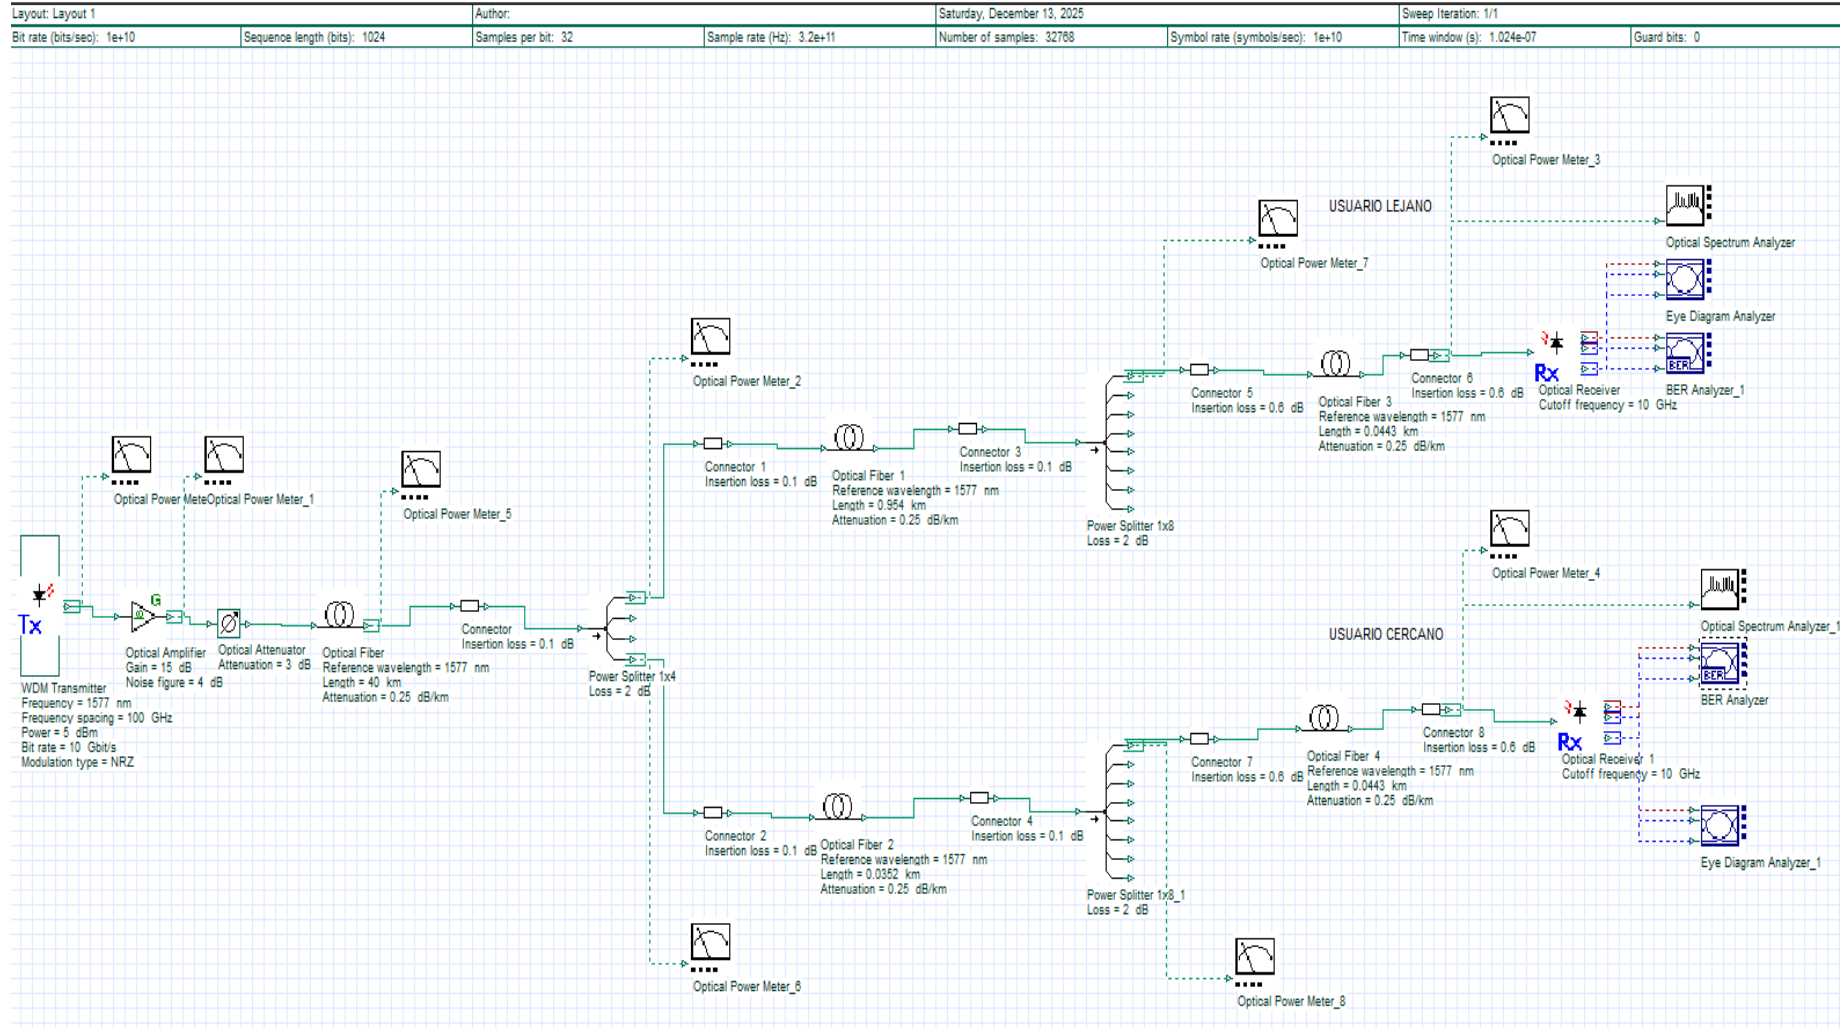 Layout: Layout 1
Author:
Saturday, December 13, 2025
Sweep Iteration: 1/1
Bit rate (bits/sec): 1e+10
Sequence length (bits): 1024
Samples per bit: 32
Sample rate (Hz): 3.2e+11
Number of samples: 32768
Symbol rate (symbols/sec): 1e+10
Time window (s): 1.024e-07
Guard bits: 0
Optical Power Meter_3
USUARIO LEJANO
Optical Power Meter_7
Optical Spectrum Analyzer
Eye Diagram Analyzer
Rx
Optical Receiver
Cutoff frequency = 10 GHz
BER
BER Analyzer_1
Optical Power Meter_2
Connector 5
Insertion loss = 0.6 dB
Optical Fiber 3
Reference wavelength = 1577 nm
Length = 0.0443 km
Attenuation = 0.25 dB/km
Connector 6
Insertion loss = 0.6 dB
Connector 1
Insertion loss = 0.1 dB
Optical Fiber 1
Reference wavelength = 1577 nm
Length = 0.954 km
Attenuation = 0.25 dB/km
Connector 3
Insertion loss = 0.1 dB
Power Splitter 1x8
Loss = 2 dB
Optical Power Mete
Optical Power Meter_1
Optical Power Meter_5
Tx
WDM Transmitter
Frequency = 1577 nm
Frequency spacing = 100 GHz
Power = 5 dBm
Bit rate = 10 Gbit/s
Modulation type = NRZ
G
Optical Amplifier
Gain = 15 dB
Noise figure = 4 dB
Optical Attenuator
Attenuation = 3 dB
Optical Fiber
Reference wavelength = 1577 nm
Length = 40 km
Attenuation = 0.25 dB/km
Connector
Insertion loss = 0.1 dB
Power Splitter 1x4
Loss = 2 dB
Optical Power Meter_4
USUARIO CERCANO
Optical Spectrum Analyzer_1
BER
BER Analyzer
Connector 7
Insertion loss = 0.6 dB
Optical Fiber 4
Reference wavelength = 1577 nm
Length = 0.0443 km
Attenuation = 0.25 dB/km
Connector 8
Insertion loss = 0.6 dB
Rx
Optical Receiver 1
Cutoff frequency = 10 GHz
Connector 2
Insertion loss = 0.1 dB
Optical Fiber 2
Reference wavelength = 1577 nm
Length = 0.0352 km
Attenuation = 0.25 dB/km
Connector 4
Insertion loss = 0.1 dB
Power Splitter 1x8_1
Loss = 2 dB
Eye Diagram Analyzer_1
Optical Power Meter_6
Optical Power Meter_8